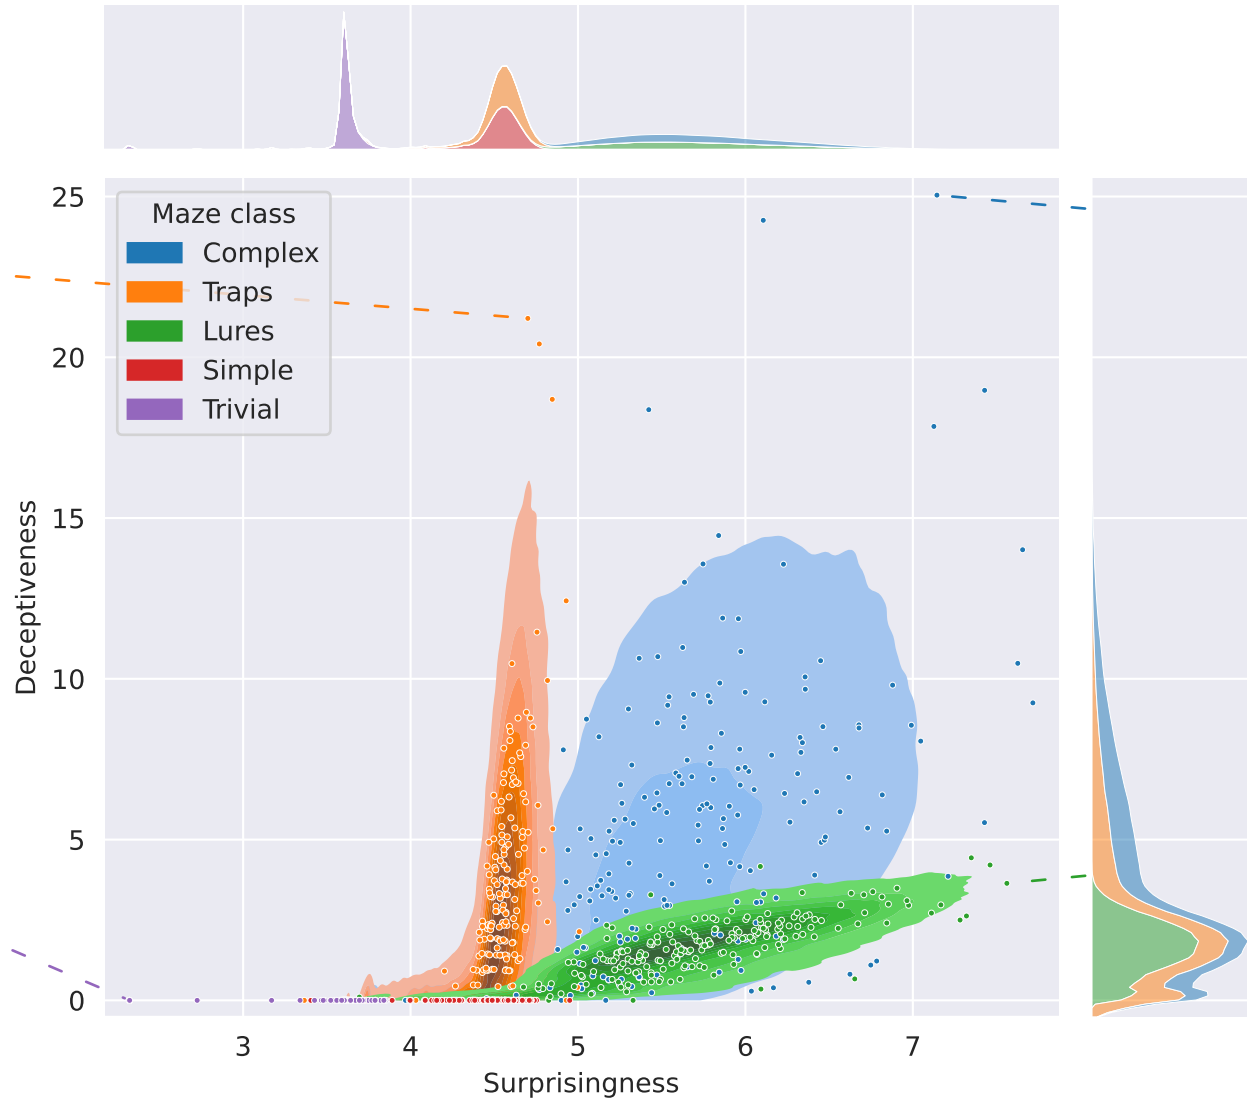 25
20
15
10
5
0
Deceptiveness
Maze class
Complex
Traps
Lures
Simple
Trivial
3 4 5 6 7
Surprisingness